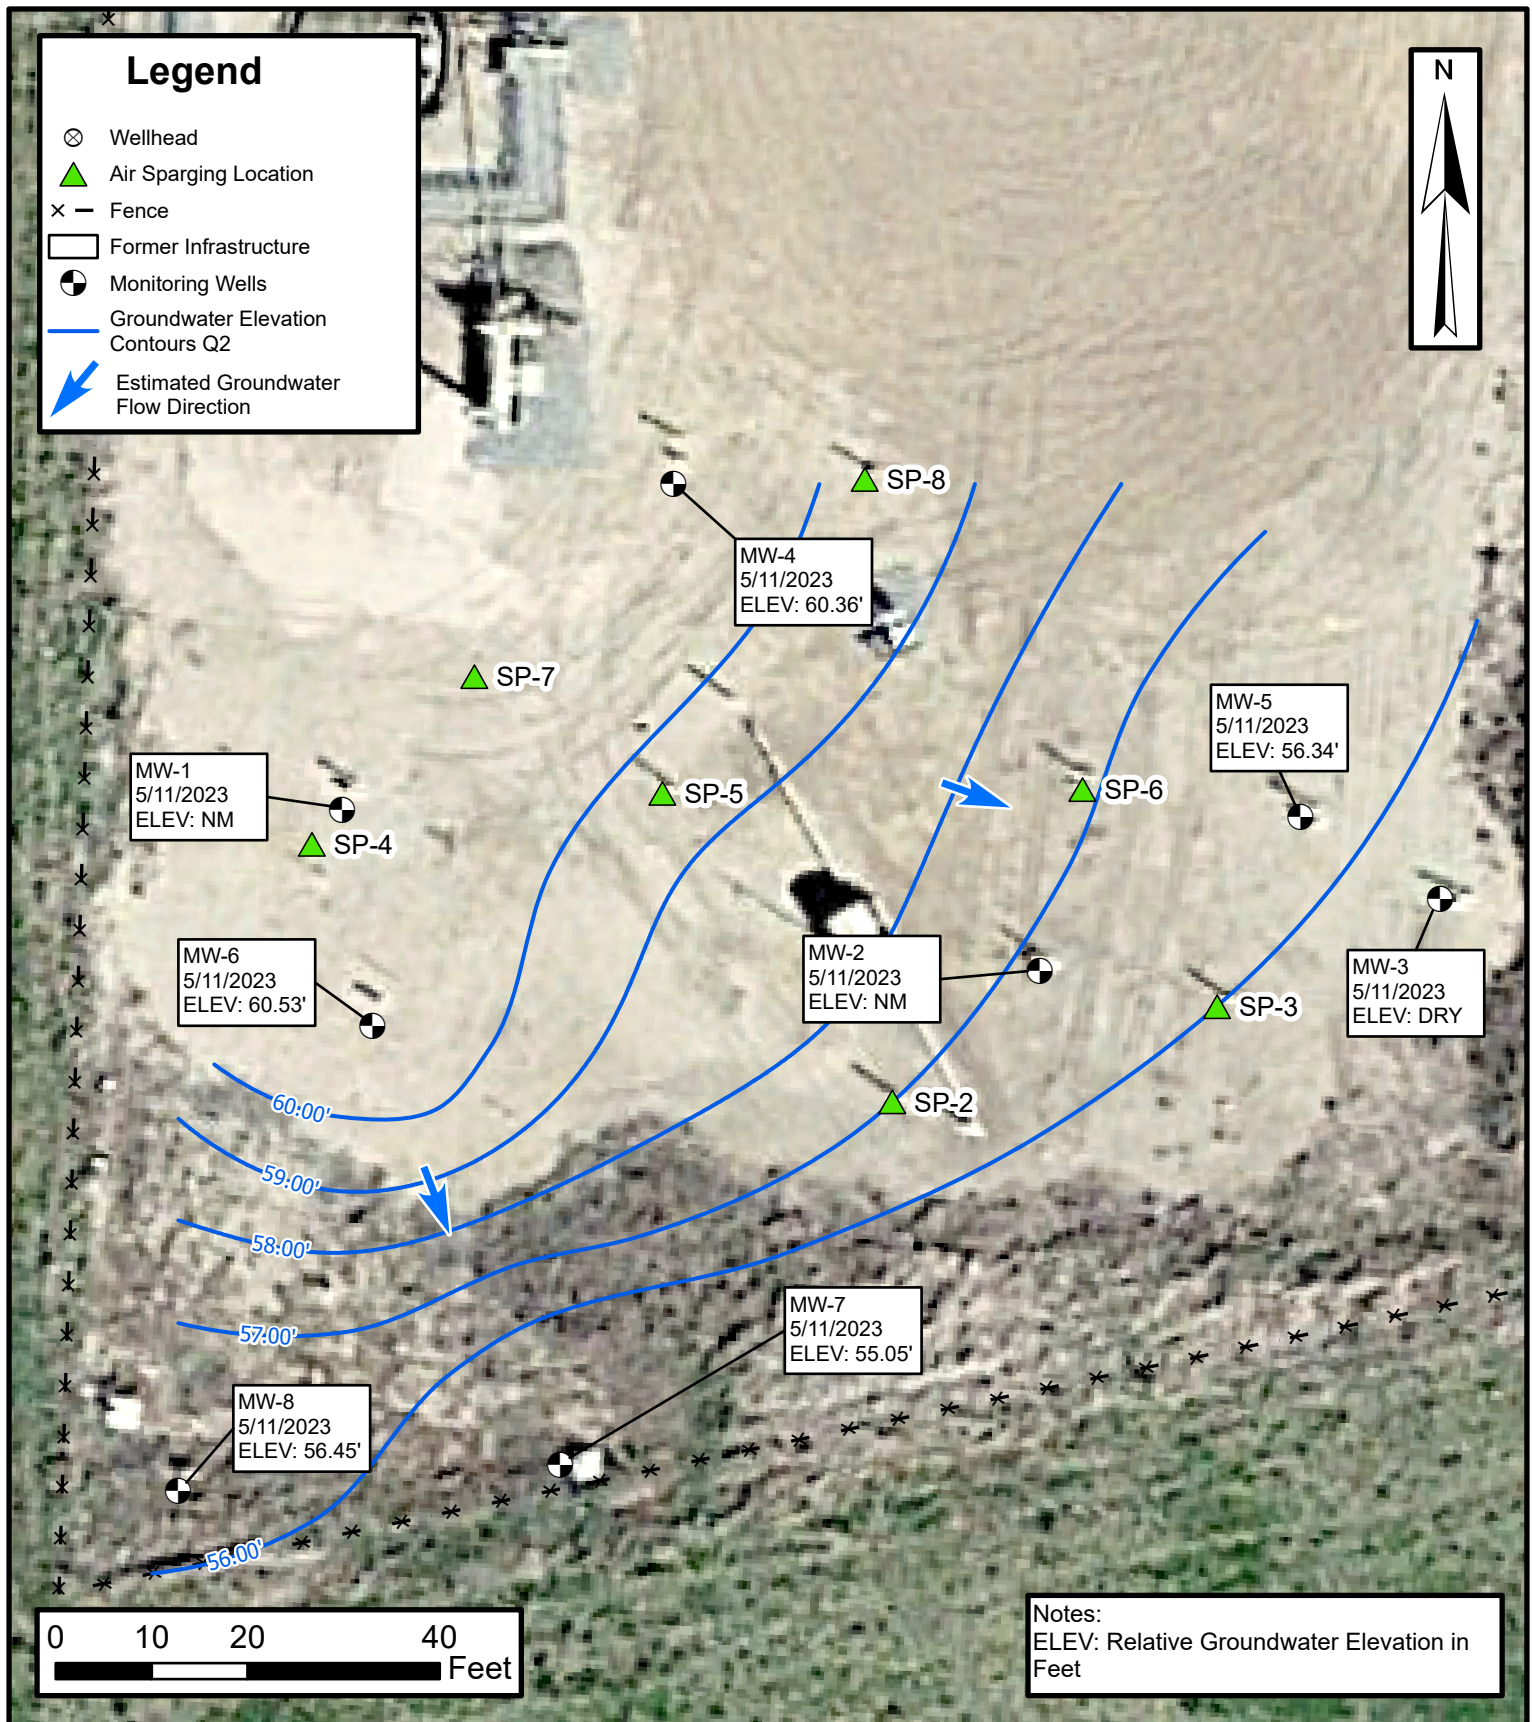 Legend
Wellhead
Air Sparging Location
Fence
Former Infrastructure
Monitoring Wells
Groundwater Elevation
Contours Q2
Estimated Groundwater
Flow Direction
N
SP-8
MW-4
5/11/2023
ELEV: 60.36'
SP-7
MW-5
5/11/2023
ELEV: 56.34'
MW-1
5/11/2023
ELEV: NM
SP-5
SP-6
SP-4
MW-6
5/11/2023
ELEV: 60.53'
MW-2
5/11/2023
ELEV: NM
MW-3
5/11/2023
ELEV: DRY
SP-3
SP-2
60.00'
59.00'
58.00'
57.00'
MW-7
5/11/2023
ELEV: 55.05'
MW-8
5/11/2023
ELEV: 56.45'
56.00'
0 10 20 40
Feet
Notes:
ELEV: Relative Groundwater Elevation in
Feet